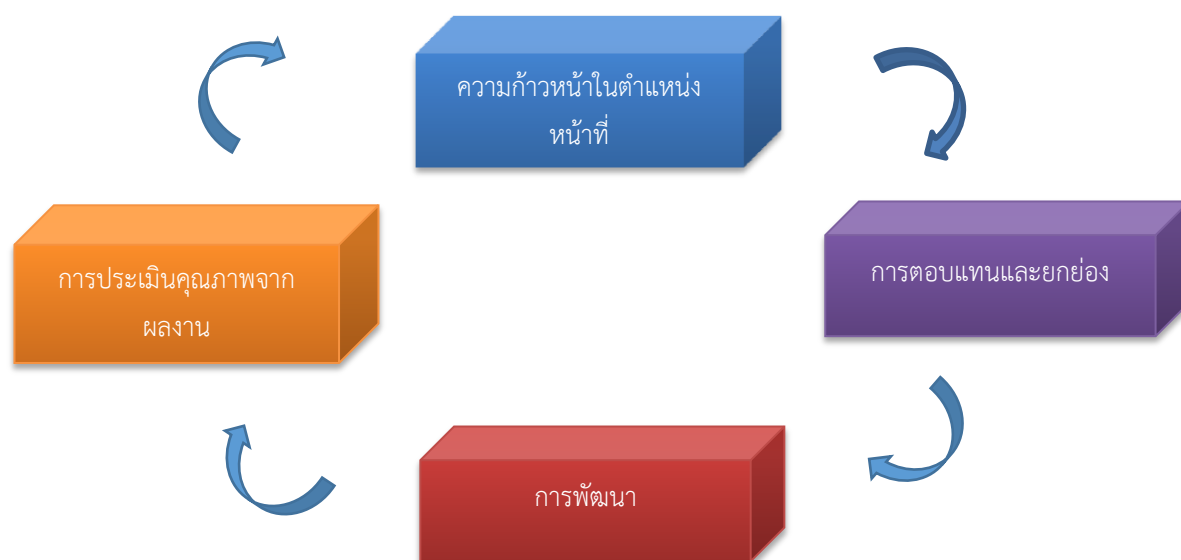 ความก้าวหน้าในตำแหน่ง
หน้าที่
การประเมินคุณภาพจาก
ผลงาน
การตอบแทนและยกย่อง
การพัฒนา